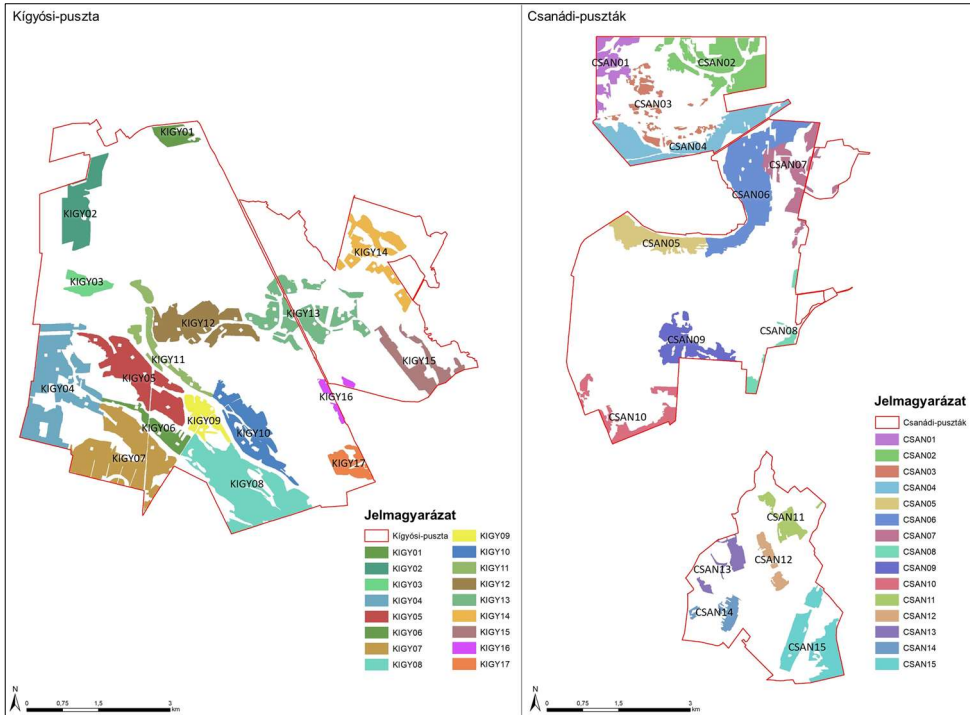 Kígyósi-puszta
KIGY01
KIGY02
KIGY14
KIGY03
KIGY13
KIGY12
KIGY11
KIGY15
KIGY05
KIGY04
KIGY16
KIGY09
KIGY06
KIGY10
KIGY07
KIGY17
KIGY08
Jelmagyarázat
Kígyósi-puszta
KIGY01
KIGY02
KIGY03
KIGY04
KIGY05
KIGY06
KIGY07
KIGY08
KIGY09
KIGY10
KIGY11
KIGY12
KIGY13
KIGY14
KIGY15
KIGY16
KIGY17
N
0 0,75 1,5 3
km
Csanádi-puszták
CSAN01
CSAN02
CSAN03
CSAN04
CSAN07
CSAN06
CSAN05
CSAN08
CSAN09
CSAN10
CSAN11
CSAN12
CSAN13
CSAN14
CSAN15
Jelmagyarázat
Csanádi-puszták
CSAN01
CSAN02
CSAN03
CSAN04
CSAN05
CSAN06
CSAN07
CSAN08
CSAN09
CSAN10
CSAN11
CSAN12
CSAN13
CSAN14
CSAN15
N
0 0,75 1,5 3
km